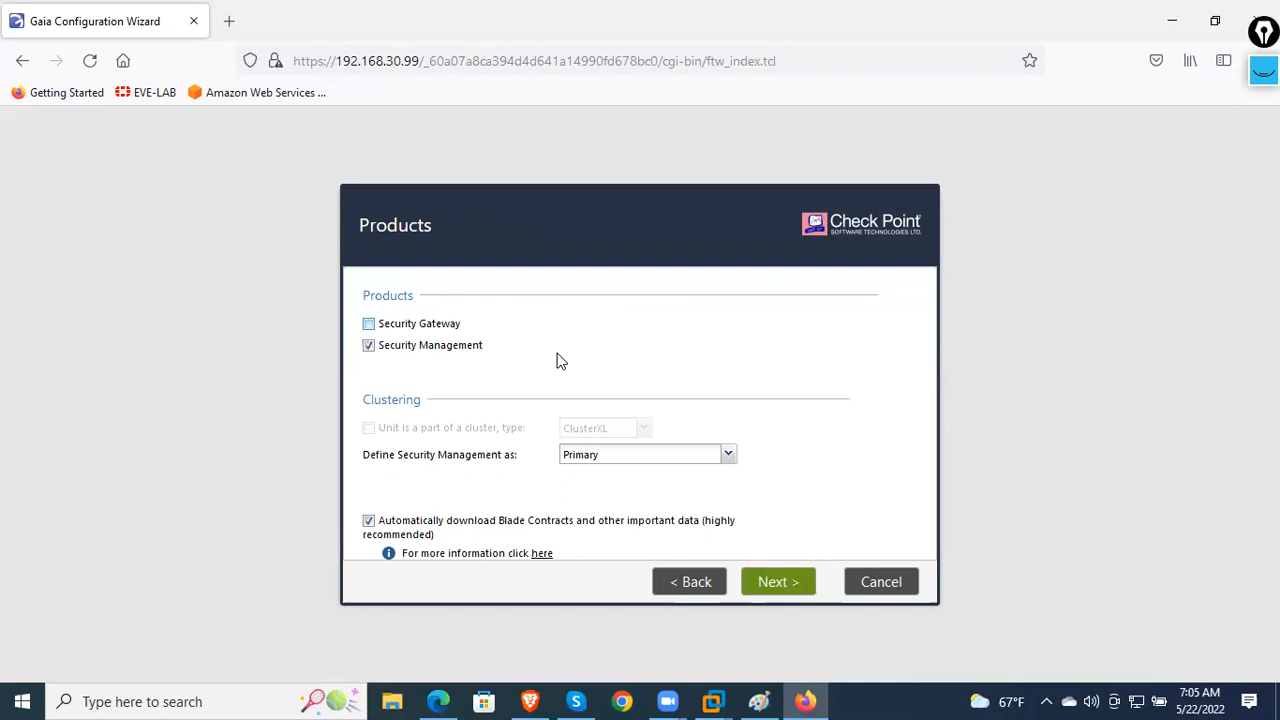 Gaia Configuration Wizard
https://192.168.30.99/_60a07a8ca394d4d641a14990fd678bc0/cgi-bin/ftw_index.tcl
Getting Started EVE-LAB Amazon Web Services ...
Products
Check Point
SOFTWARE TECHNOLOGIES LTD.
Products
Security Gateway
Security Management
Clustering
Unit is a part of a cluster, type: ClusterXL
Define Security Management as: Primary
Automatically download Blade Contracts and other important data (highly
recommended)
For more information click here
< Back Next > Cancel
Type here to search
67°F
7:05 AM
5/22/2022